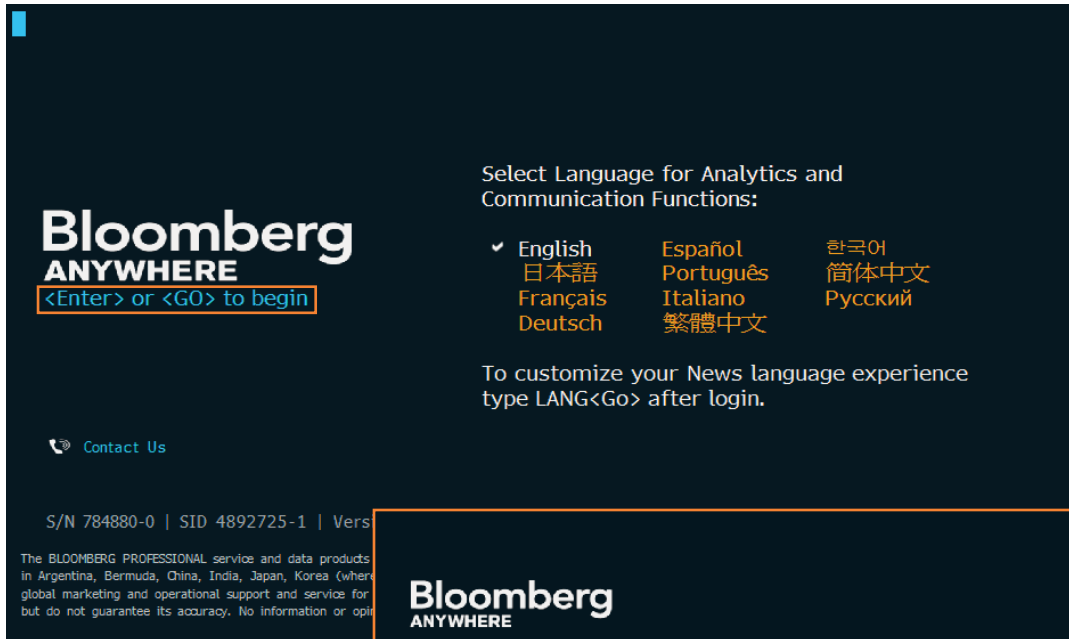 Bloomberg
ANYWHERE
<Enter> or <GO> to begin
Select Language for Analytics and
Communication Functions:
English Español 한국어
日本語 Português 简体中文
Français Italiano Русский
Deutsch 繁體中文
To customize your News language experience
type LANG<Go> after login.
Contact Us
S/N 784880-0 | SID 4892725-1 | Vers
The BLOOMBERG PROFESSIONAL service and data products
in Argentina, Bermuda, China, India, Japan, Korea (where
global marketing and operational support and service for
but do not guarantee its accuracy. No information or opi
Bloomberg
ANYWHERE